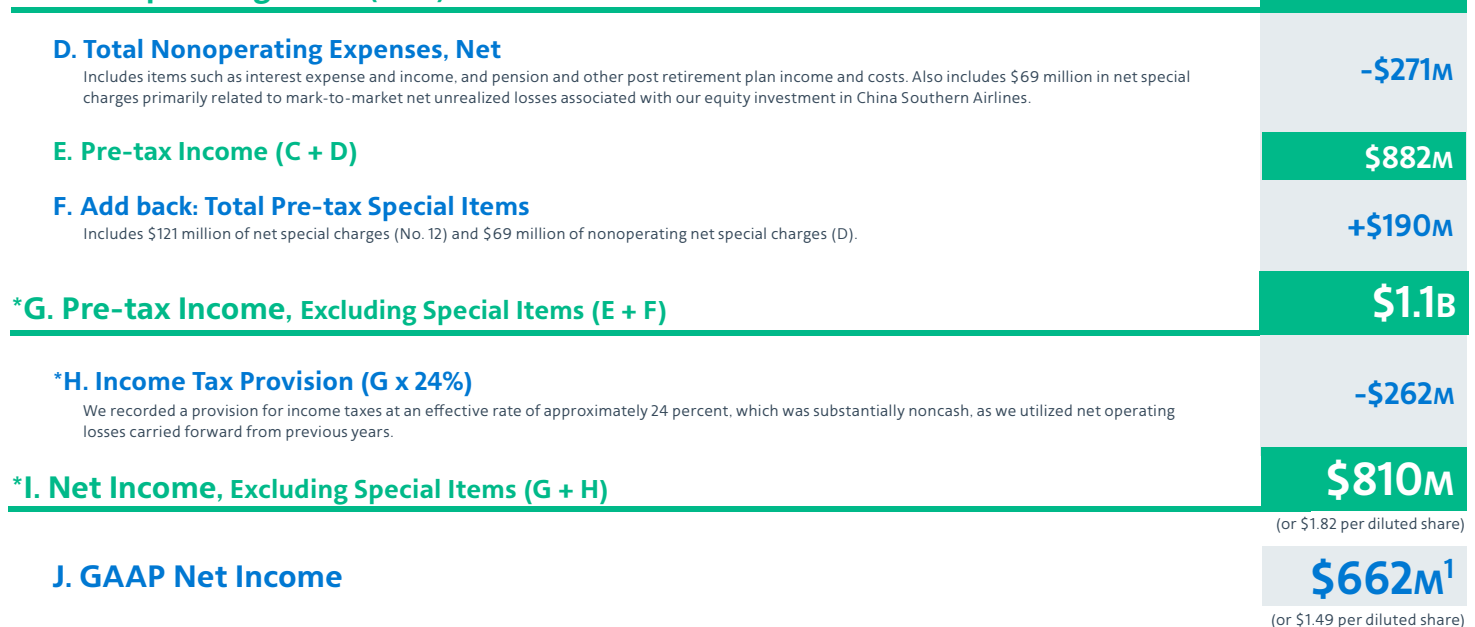 D. Total Nonoperating Expenses, Net
-$271M
Includes items such as interest expense and income, and pension and other post retirement plan income and costs. Also includes $69 million in net special
charges primarily related to mark-to-market net unrealized losses associated with our equity investment in China Southern Airlines.
E. Pre-tax Income (C + D)
$882M
F. Add back: Total Pre-tax Special Items
+$190M
Includes $121 million of net special charges (No. 12) and $69 million of nonoperating net special charges (D).
*G. Pre-tax Income, Excluding Special Items (E + F)
$1.1B
*H. Income Tax Provision (G x 24%)
-$262M
We recorded a provision for income taxes at an effective rate of approximately 24 percent, which was substantially noncash, as we utilized net operating
losses carried forward from previous years.
*I. Net Income, Excluding Special Items (G + H)
$810M
(or $1.82 per diluted share)
J. GAAP Net Income
$662M1
(or $1.49 per diluted share)